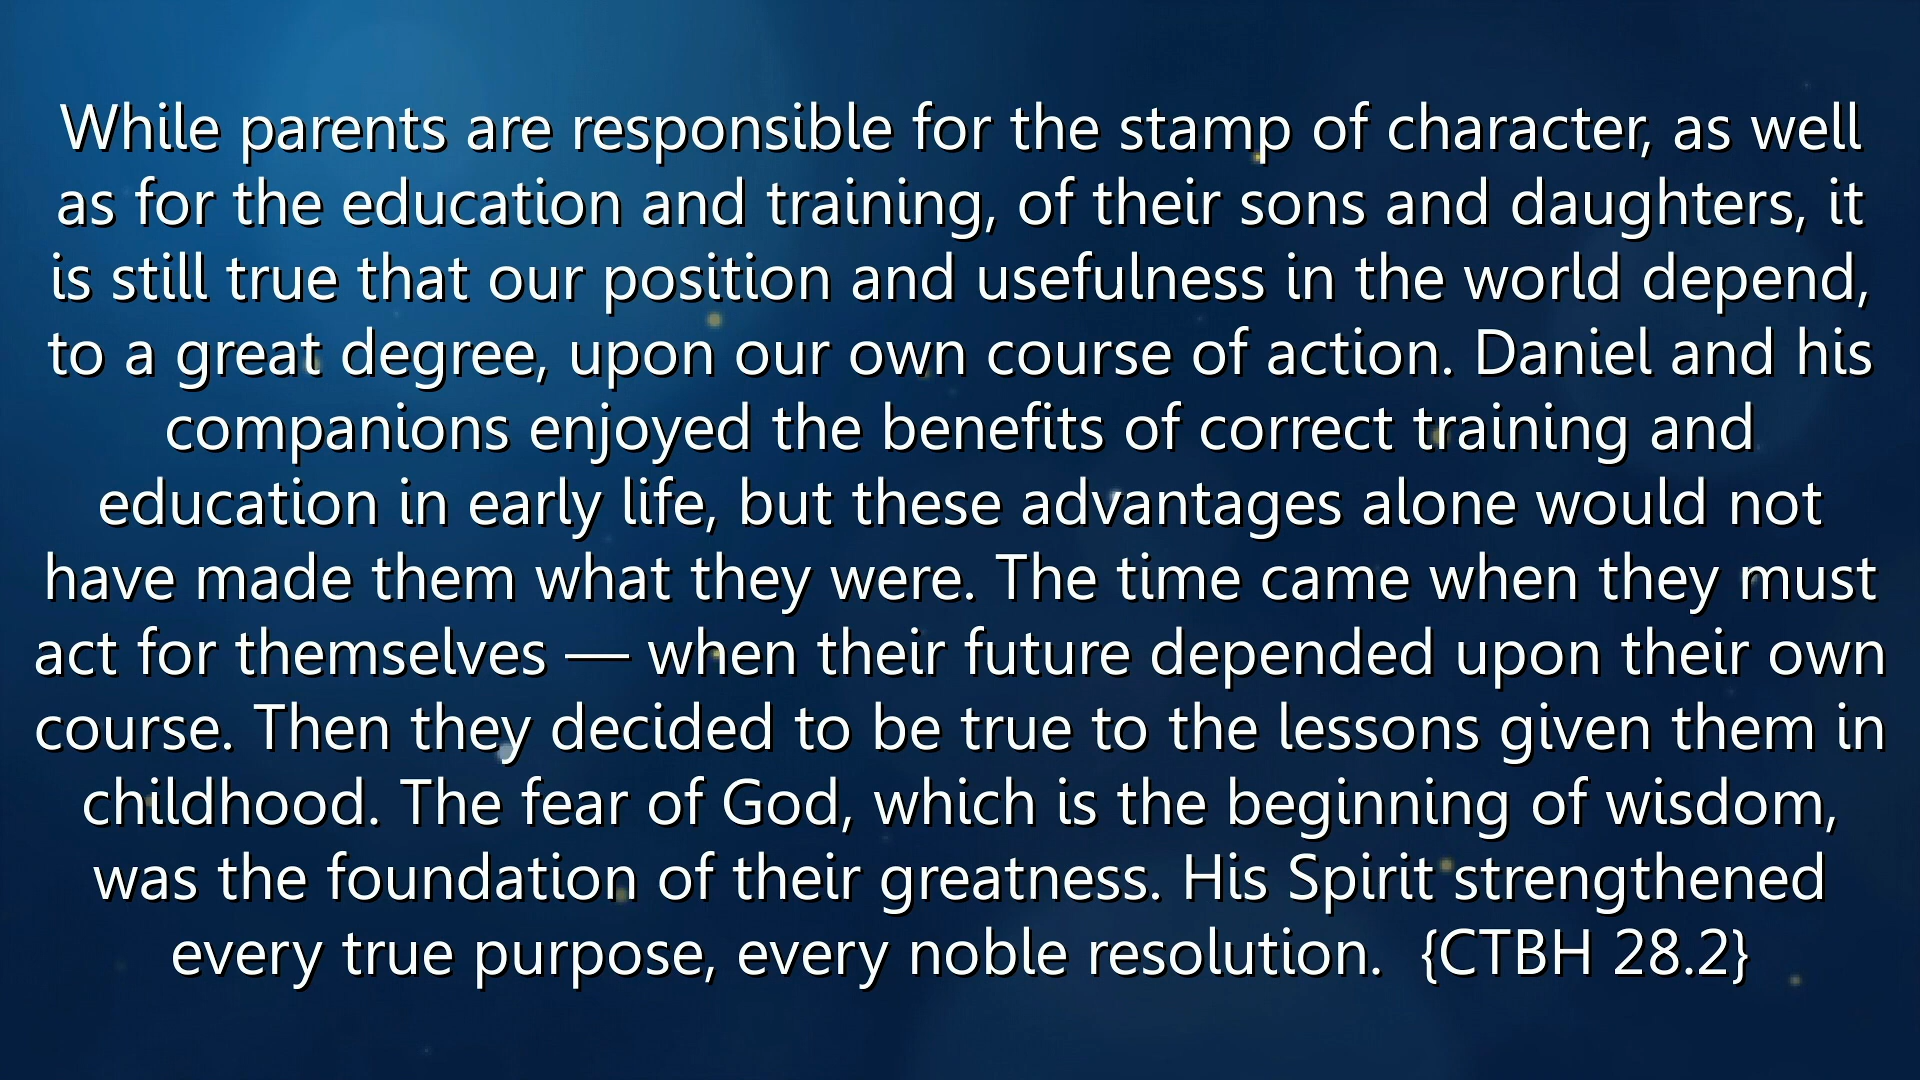 While parents are responsible for the stamp of character, as well
as for the education and training, of their sons and daughters, it
is still true that our position and usefulness in the world depend,
to a great degree, upon our own course of action. Daniel and his
companions enjoyed the benefits of correct training and
education in early life, but these advantages alone would not
have made them what they were. The time came when they must
act for themselves — when their future depended upon their own
course. Then they decided to be true to the lessons given them in
childhood. The fear of God, which is the beginning of wisdom,
was the foundation of their greatness. His Spirit strengthened
every true purpose, every noble resolution.  {CTBH 28.2}